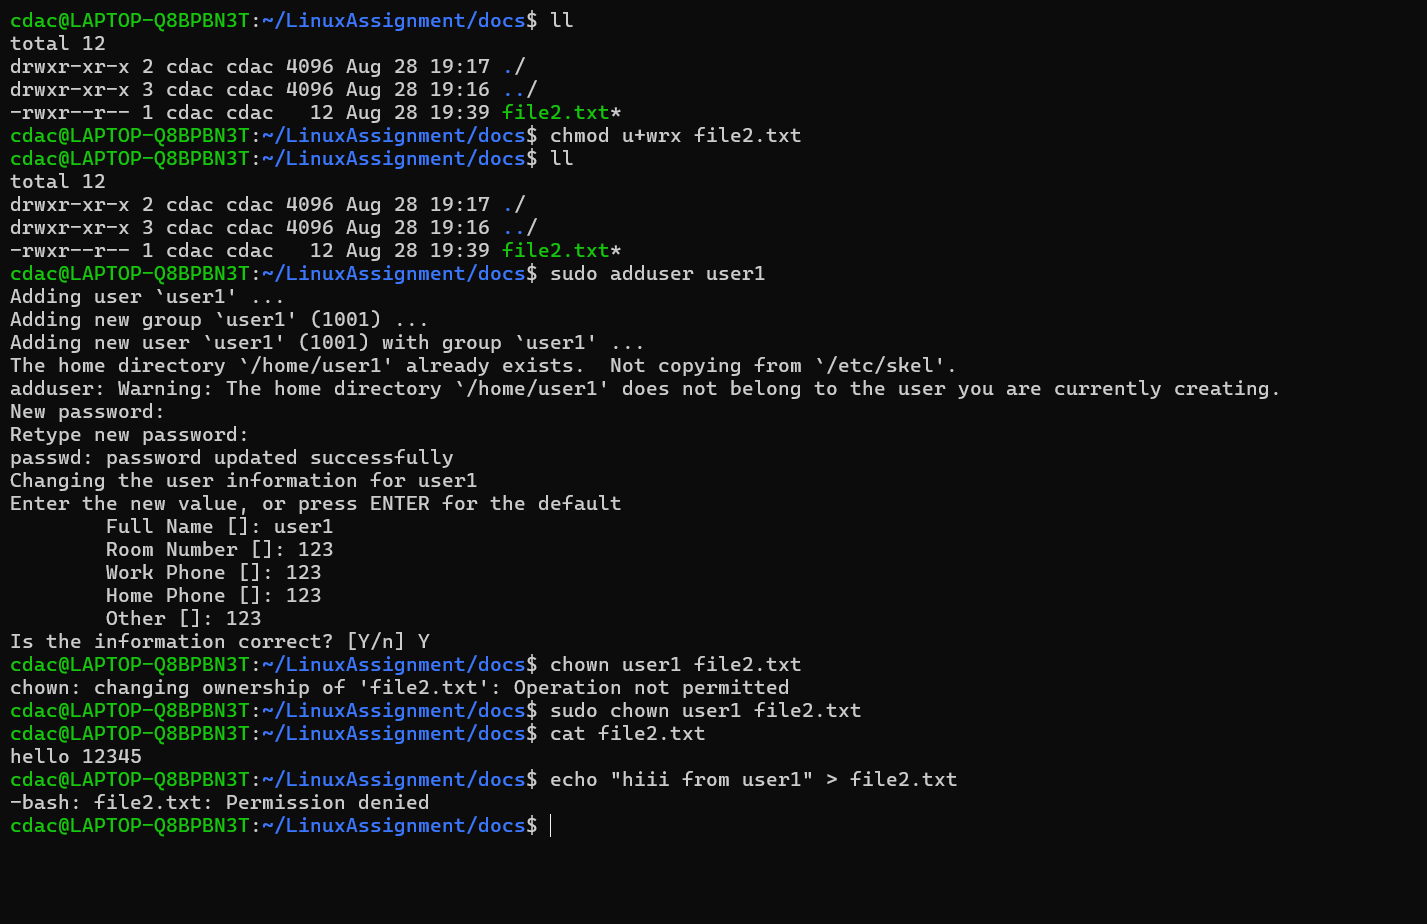 cdac@LAPTOP-Q8BPBN3T:~/LinuxAssignment/docs$ ll
total 12
drwxr-xr-x 2 cdac cdac 4096 Aug 28 19:17 ./
drwxr-xr-x 3 cdac cdac 4096 Aug 28 19:16 ../
-rwxr--r-- 1 cdac cdac   12 Aug 28 19:39 file2.txt*
cdac@LAPTOP-Q8BPBN3T:~/LinuxAssignment/docs$ chmod u+wrx file2.txt
cdac@LAPTOP-Q8BPBN3T:~/LinuxAssignment/docs$ ll
total 12
drwxr-xr-x 2 cdac cdac 4096 Aug 28 19:17 ./
drwxr-xr-x 3 cdac cdac 4096 Aug 28 19:16 ../
-rwxr--r-- 1 cdac cdac   12 Aug 28 19:39 file2.txt*
cdac@LAPTOP-Q8BPBN3T:~/LinuxAssignment/docs$ sudo adduser user1
Adding user `user1' ...
Adding new group `user1' (1001) ...
Adding new user `user1' (1001) with group `user1' ...
The home directory `/home/user1' already exists.  Not copying from `/etc/skel'.
adduser: Warning: The home directory `/home/user1' does not belong to the user you are currently creating.
New password:
Retype new password:
passwd: password updated successfully
Changing the user information for user1
Enter the new value, or press ENTER for the default
        Full Name []: user1
        Room Number []: 123
        Work Phone []: 123
        Home Phone []: 123
        Other []: 123
Is the information correct? [Y/n] Y
cdac@LAPTOP-Q8BPBN3T:~/LinuxAssignment/docs$ chown user1 file2.txt
chown: changing ownership of 'file2.txt': Operation not permitted
cdac@LAPTOP-Q8BPBN3T:~/LinuxAssignment/docs$ sudo chown user1 file2.txt
cdac@LAPTOP-Q8BPBN3T:~/LinuxAssignment/docs$ cat file2.txt
hello 12345
cdac@LAPTOP-Q8BPBN3T:~/LinuxAssignment/docs$ echo "hiii from user1" > file2.txt
-bash: file2.txt: Permission denied
cdac@LAPTOP-Q8BPBN3T:~/LinuxAssignment/docs$